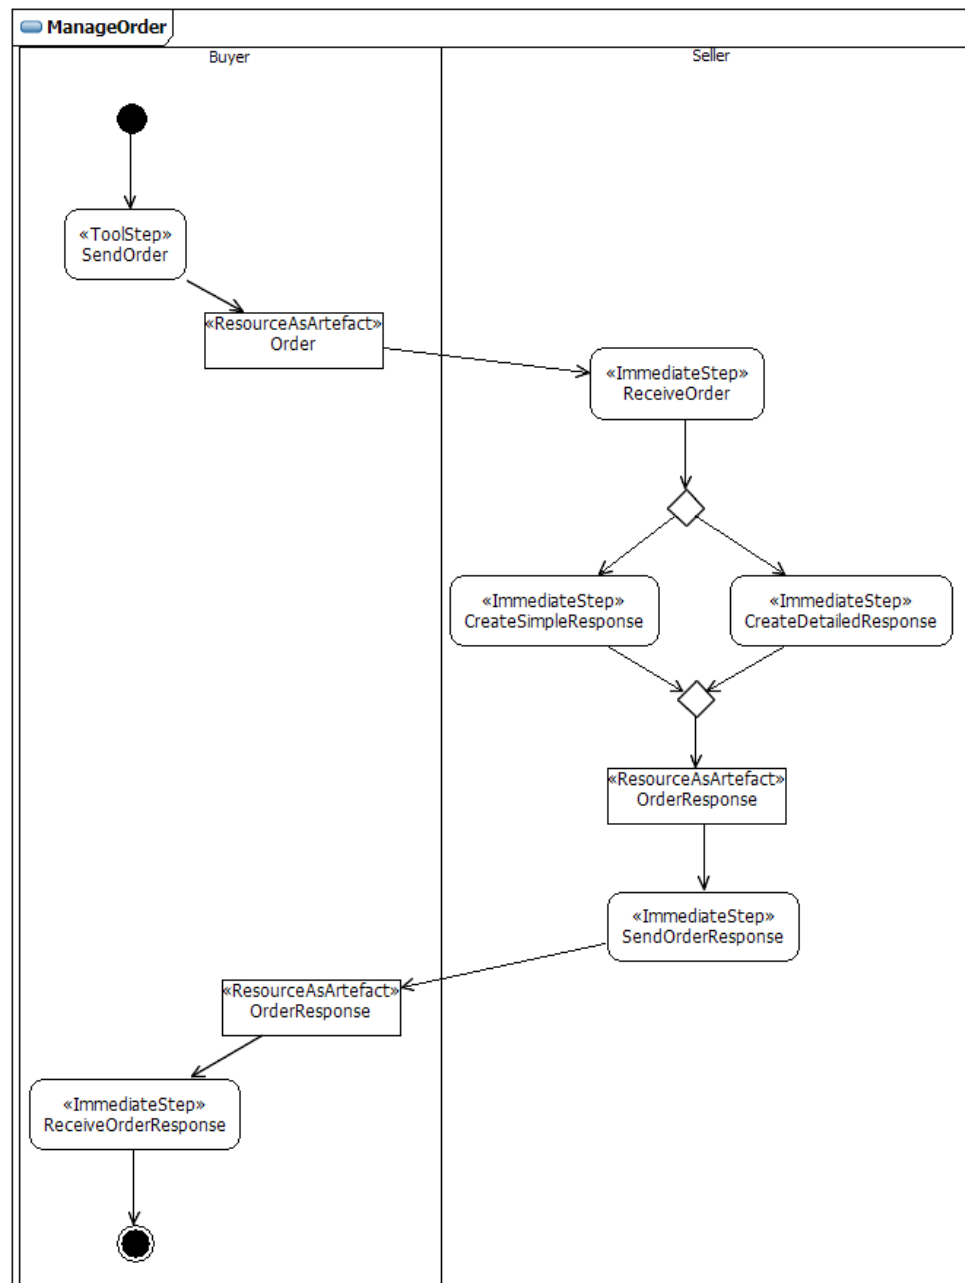 ManageOrder
Buyer
Seller
«ToolStep»
SendOrder
«ResourceAsArtefact»
Order
«ImmediateStep»
ReceiveOrder
«ImmediateStep»
CreateSimpleResponse
«ImmediateStep»
CreateDetailedResponse
«ResourceAsArtefact»
OrderResponse
«ImmediateStep»
SendOrderResponse
«ResourceAsArtefact»
OrderResponse
«ImmediateStep»
ReceiveOrderResponse